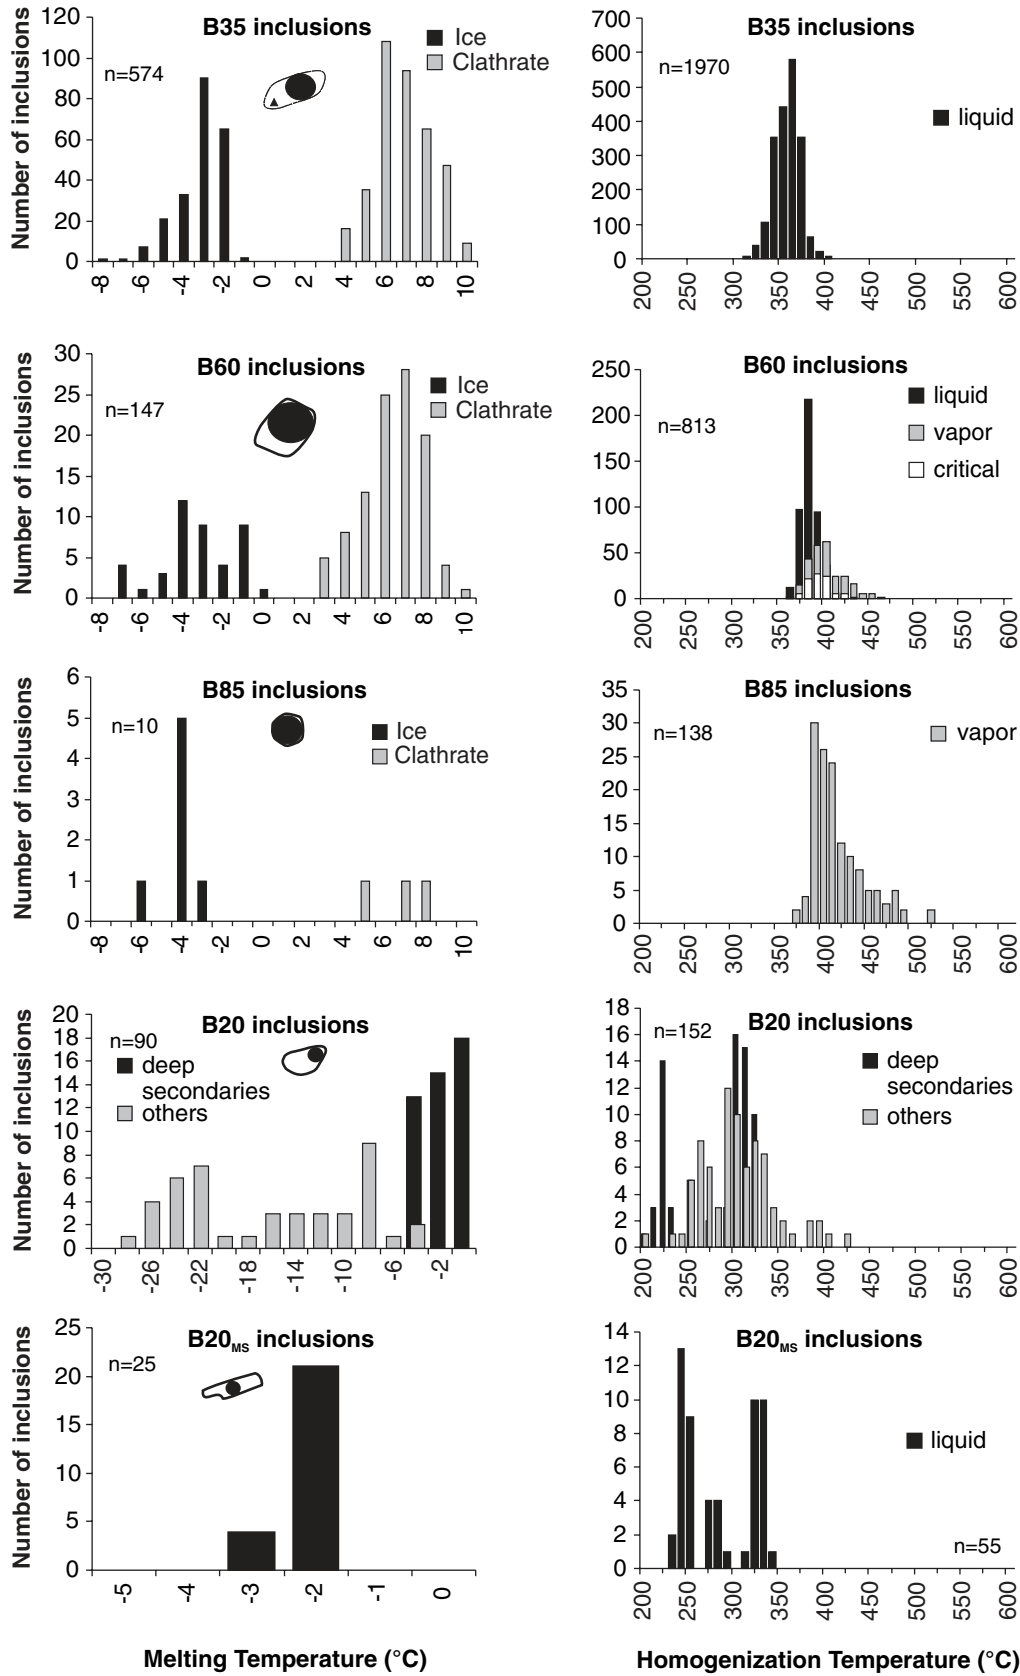 B35 inclusions
Number of inclusions
120
100
80
60
40
20
0
n=574
Ice
Clathrate
-8 -6 -4 -2 0 2 4 6 8 10
B35 inclusions
700
600
500
400
300
200
100
0
n=1970
liquid
200 250 300 350 400 450 500 550 600
B60 inclusions
Number of inclusions
30
25
20
15
10
5
0
n=147
Ice
Clathrate
-8 -6 -4 -2 0 2 4 6 8 10
B60 inclusions
250
200
150
100
50
0
n=813
liquid
vapor
critical
200 250 300 350 400 450 500 550 600
B85 inclusions
Number of inclusions
6
5
4
3
2
1
0
n=10
Ice
Clathrate
-8 -6 -4 -2 0 2 4 6 8 10
B85 inclusions
35
30
25
20
15
10
5
0
n=138
vapor
200 250 300 350 400 450 500 550 600
B20 inclusions
Number of inclusions
20
18
16
14
12
10
8
6
4
2
0
n=90
deep
secondaries
others
-30 -26 -22 -18 -14 -10 -6 -2
B20 inclusions
18
16
14
12
10
8
6
4
2
0
n=152
deep
secondaries
others
200 250 300 350 400 450 500 550 600
B20MS inclusions
Number of inclusions
25
20
15
10
5
0
n=25
-5 -4 -3 -2 -1 0
Melting Temperature (°C)
B20MS inclusions
14
12
10
8
6
4
2
0
liquid
n=55
200 250 300 350 400 450 500 550 600
Homogenization Temperature (°C)